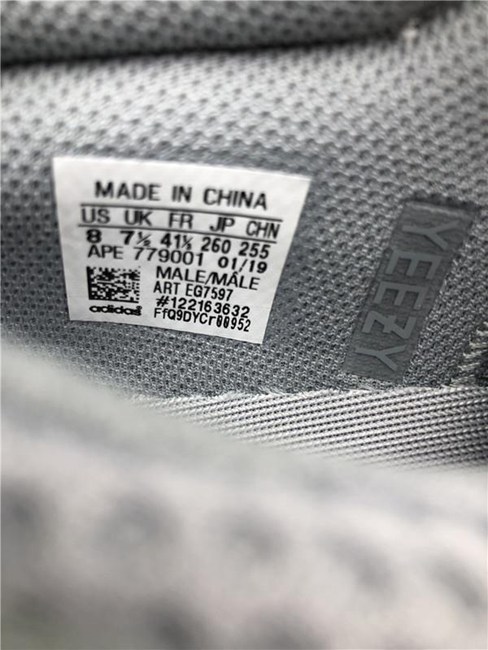 MADE IN CHINA
US UK FR JP CHN
8 7½ 41⅓ 260 255
APE 779001 01/19
MALE/MÂLE
ART EG7597
#122163632
adidas FfQ9DYCr00952
YEEZY